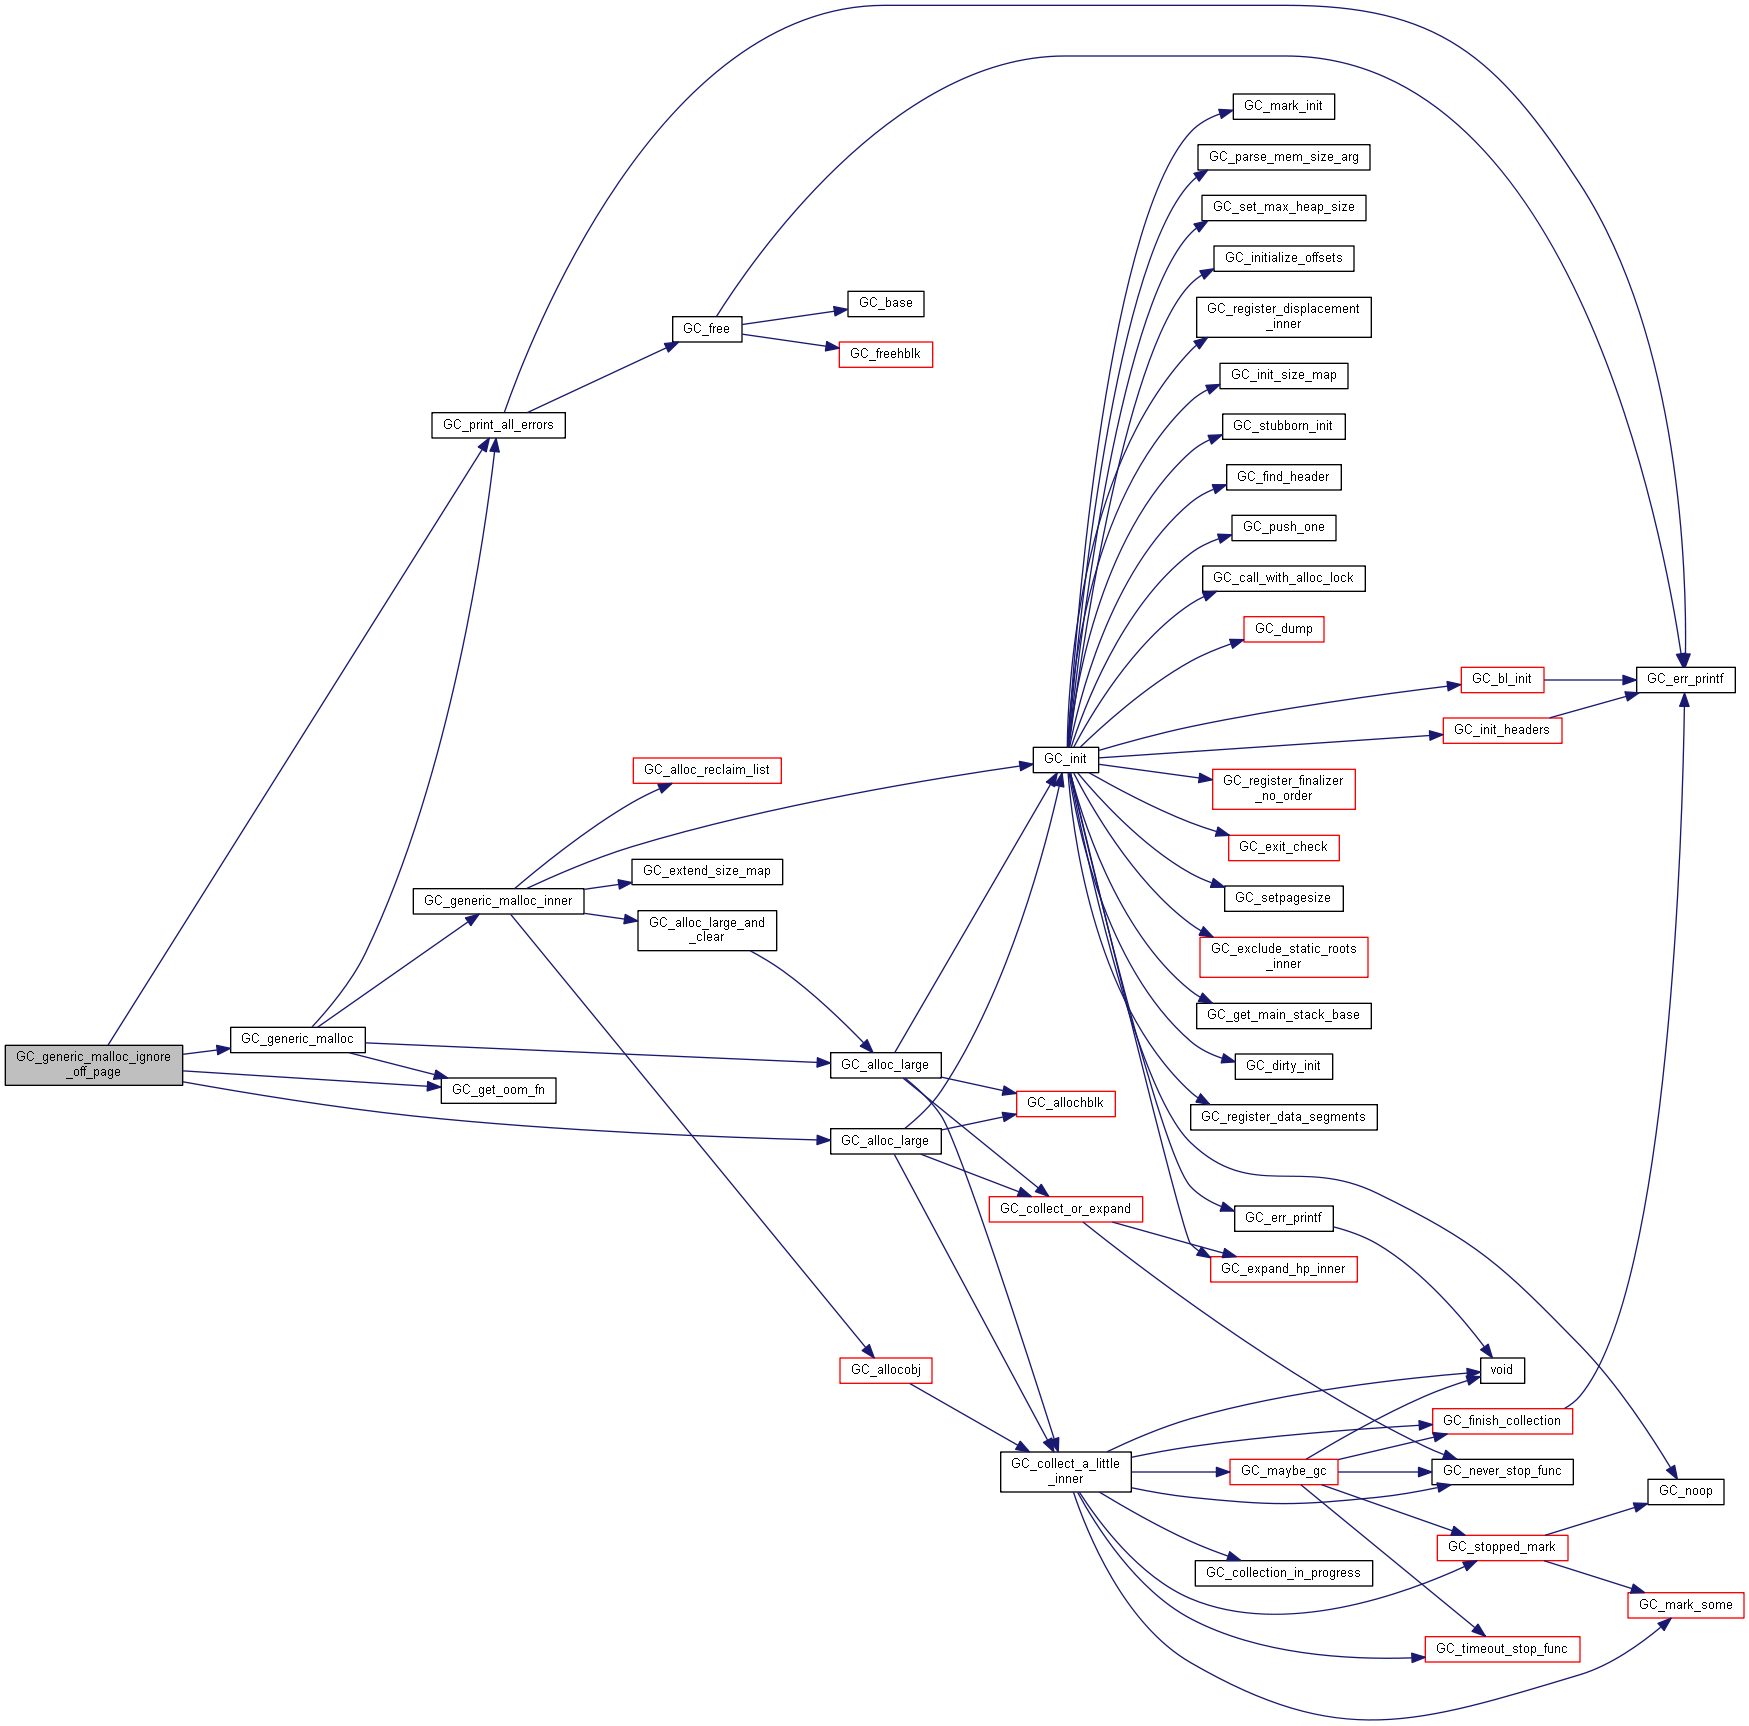 GC_mark_init
GC_parse_mem_size_arg
GC_set_max_heap_size
GC_initialize_offsets
GC_base
GC_register_displacement
_inner
GC_free
GC_freehblk
GC_init_size_map
GC_print_all_errors
GC_stubborn_init
GC_find_header
GC_push_one
GC_call_with_alloc_lock
GC_dump
GC_bl_init
GC_err_printf
GC_init_headers
GC_init
GC_alloc_reclaim_list
GC_register_finalizer
_no_order
GC_exit_check
GC_extend_size_map
GC_generic_malloc_inner
GC_setpagesize
GC_alloc_large_and
_clear
GC_exclude_static_roots
_inner
GC_get_main_stack_base
GC_generic_malloc
GC_generic_malloc_ignore
_off_page
GC_alloc_large
GC_dirty_init
GC_get_oom_fn
GC_allochblk
GC_register_data_segments
GC_alloc_large
GC_collect_or_expand
GC_err_printf
GC_expand_hp_inner
GC_allocobj
void
GC_finish_collection
GC_collect_a_little
_inner
GC_maybe_gc
GC_never_stop_func
GC_noop
GC_stopped_mark
GC_collection_in_progress
GC_mark_some
GC_timeout_stop_func